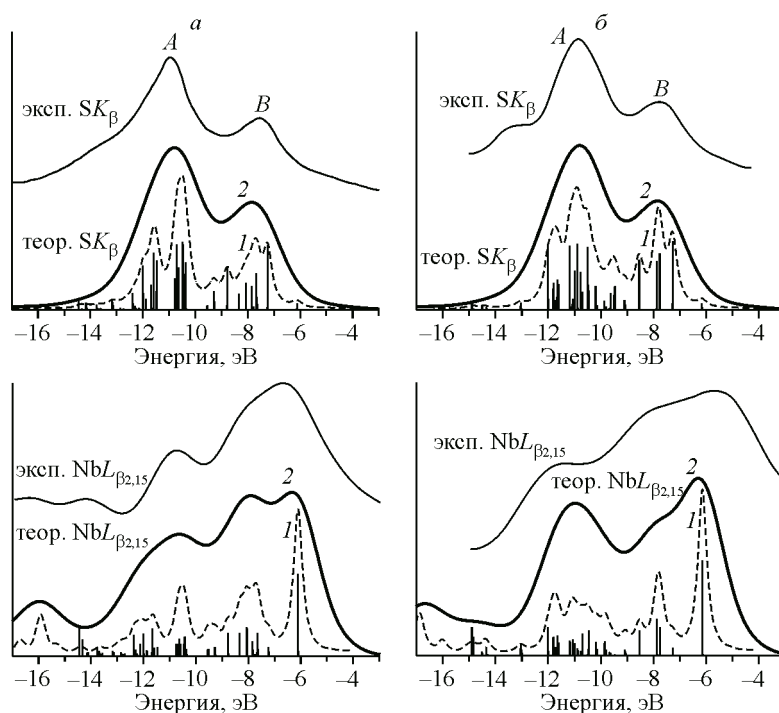 а
A
B
эксп. SKβ
теор. SKβ
2
1
–16 –14 –12 –10 –8 –6 –4
Энергия, эВ
б
A
B
эксп. SKβ
теор. SKβ
2
1
–16 –14 –12 –10 –8 –6 –4
Энергия, эВ
эксп. NbLβ2,15
теор. NbLβ2,15
2
1
–16 –14 –12 –10 –8 –6 –4
Энергия, эВ
эксп. NbLβ2,15
теор. NbLβ2,15
2
1
–16 –14 –12 –10 –8 –6 –4
Энергия, эВ